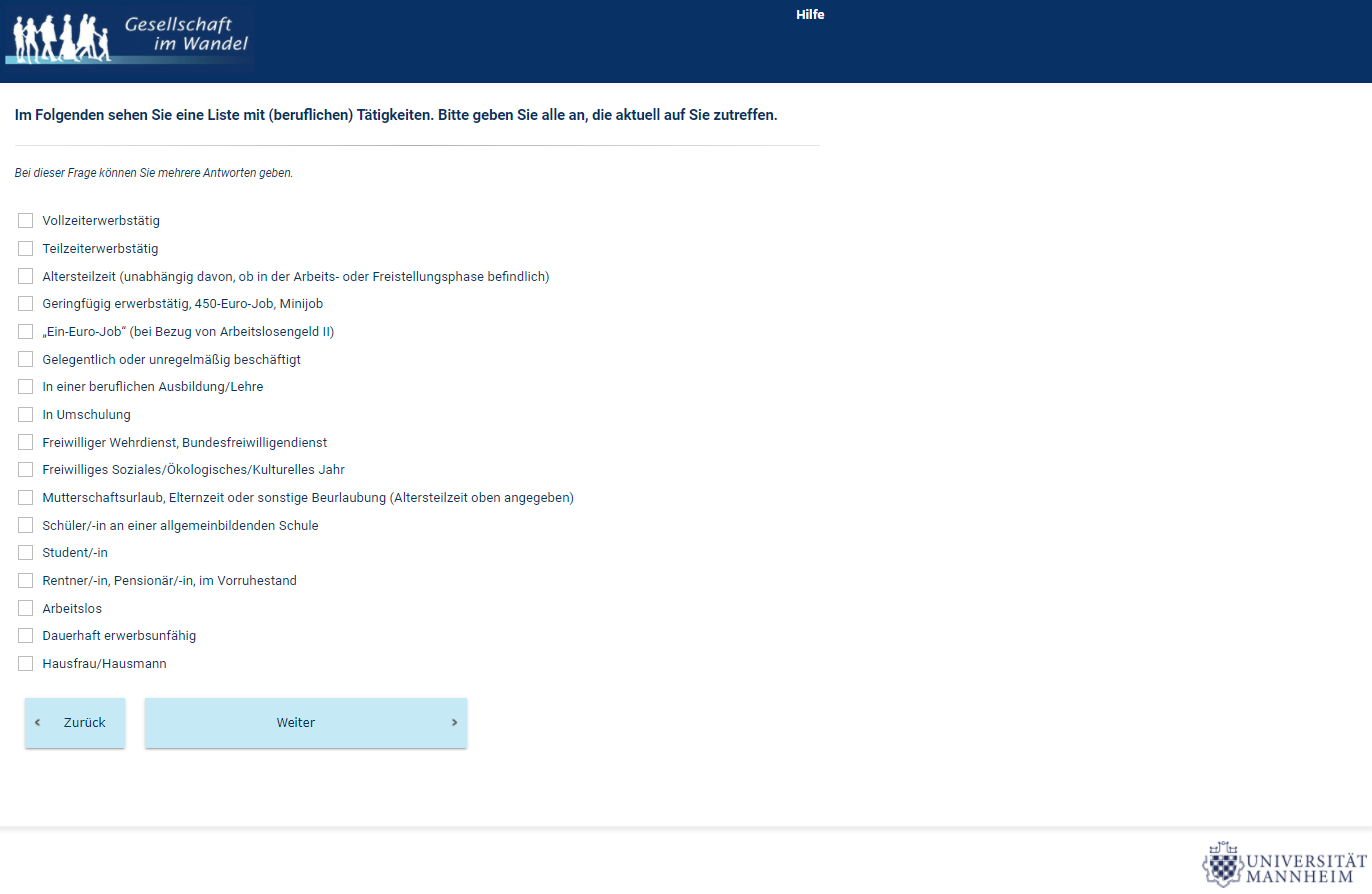 Gesellschaft
im Wandel
Hilfe
Im Folgenden sehen Sie eine Liste mit (beruflichen) Tätigkeiten. Bitte geben Sie alle an, die aktuell auf Sie zutreffen.
Bei dieser Frage können Sie mehrere Antworten geben.
Vollzeiterwerbstätig
Teilzeiterwerbstätig
Altersteilzeit (unabhängig davon, ob in der Arbeits- oder Freistellungsphase befindlich)
Geringfügig erwerbstätig, 450-Euro-Job, Minijob
„Ein-Euro-Job“ (bei Bezug von Arbeitslosengeld II)
Gelegentlich oder unregelmäßig beschäftigt
In einer beruflichen Ausbildung/Lehre
In Umschulung
Freiwilliger Wehrdienst, Bundesfreiwilligendienst
Freiwilliges Soziales/Ökologisches/Kulturelles Jahr
Mutterschaftsurlaub, Elternzeit oder sonstige Beurlaubung (Altersteilzeit oben angegeben)
Schüler/-in an einer allgemeinbildenden Schule
Student/-in
Rentner/-in, Pensionär/-in, im Vorruhestand
Arbeitslos
Dauerhaft erwerbsunfähig
Hausfrau/Hausmann
Zurück
Weiter
UNIVERSITÄT
MANNHEIM